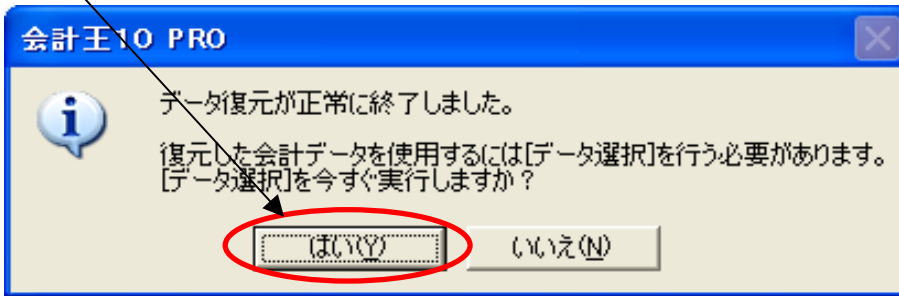 会計王10 PRO
データ復元が正常に終了しました。
復元した会計データを使用するには[データ選択]を行う必要があります。
[データ選択]を今すぐ実行しますか？
はい(Y) いいえ(N)